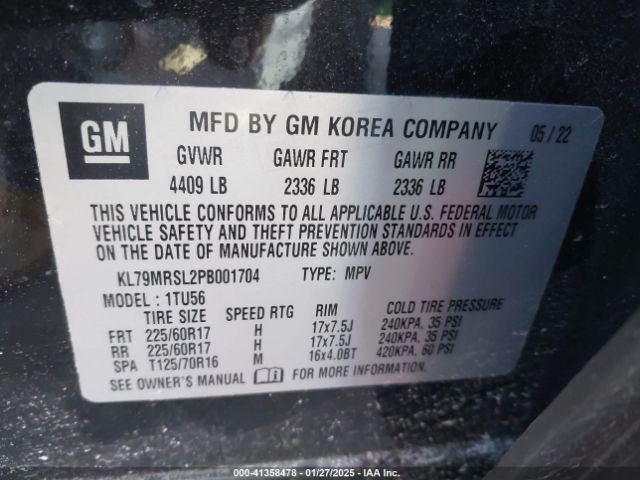 GM
MFD BY GM KOREA COMPANY 05 / 22
GVWR GAWR FRT GAWR RR
4409 LB 2336 LB 2336 LB
THIS VEHICLE CONFORMS TO ALL APPLICABLE U.S. FEDERAL MOTOR
VEHICLE SAFETY AND THEFT PREVENTION STANDARDS IN EFFECT
ON THE DATE OF MANUFACTURE SHOWN ABOVE.
KL79MRSL2PB001704 TYPE: MPV
MODEL : 1TU56
TIRE SIZE SPEED RTG RIM COLD TIRE PRESSURE
FRT 225/60R17 H 17x7.5J 240KPA, 35 PSI
RR 225/60R17 H 17x7.5J 240KPA, 35 PSI
SPA T125/70R16 M 16x4.0BT 420KPA, 60 PSI
SEE OWNER'S MANUAL FOR MORE INFORMATION.
000-41358478 - 01/27/2025 - IAA Inc.